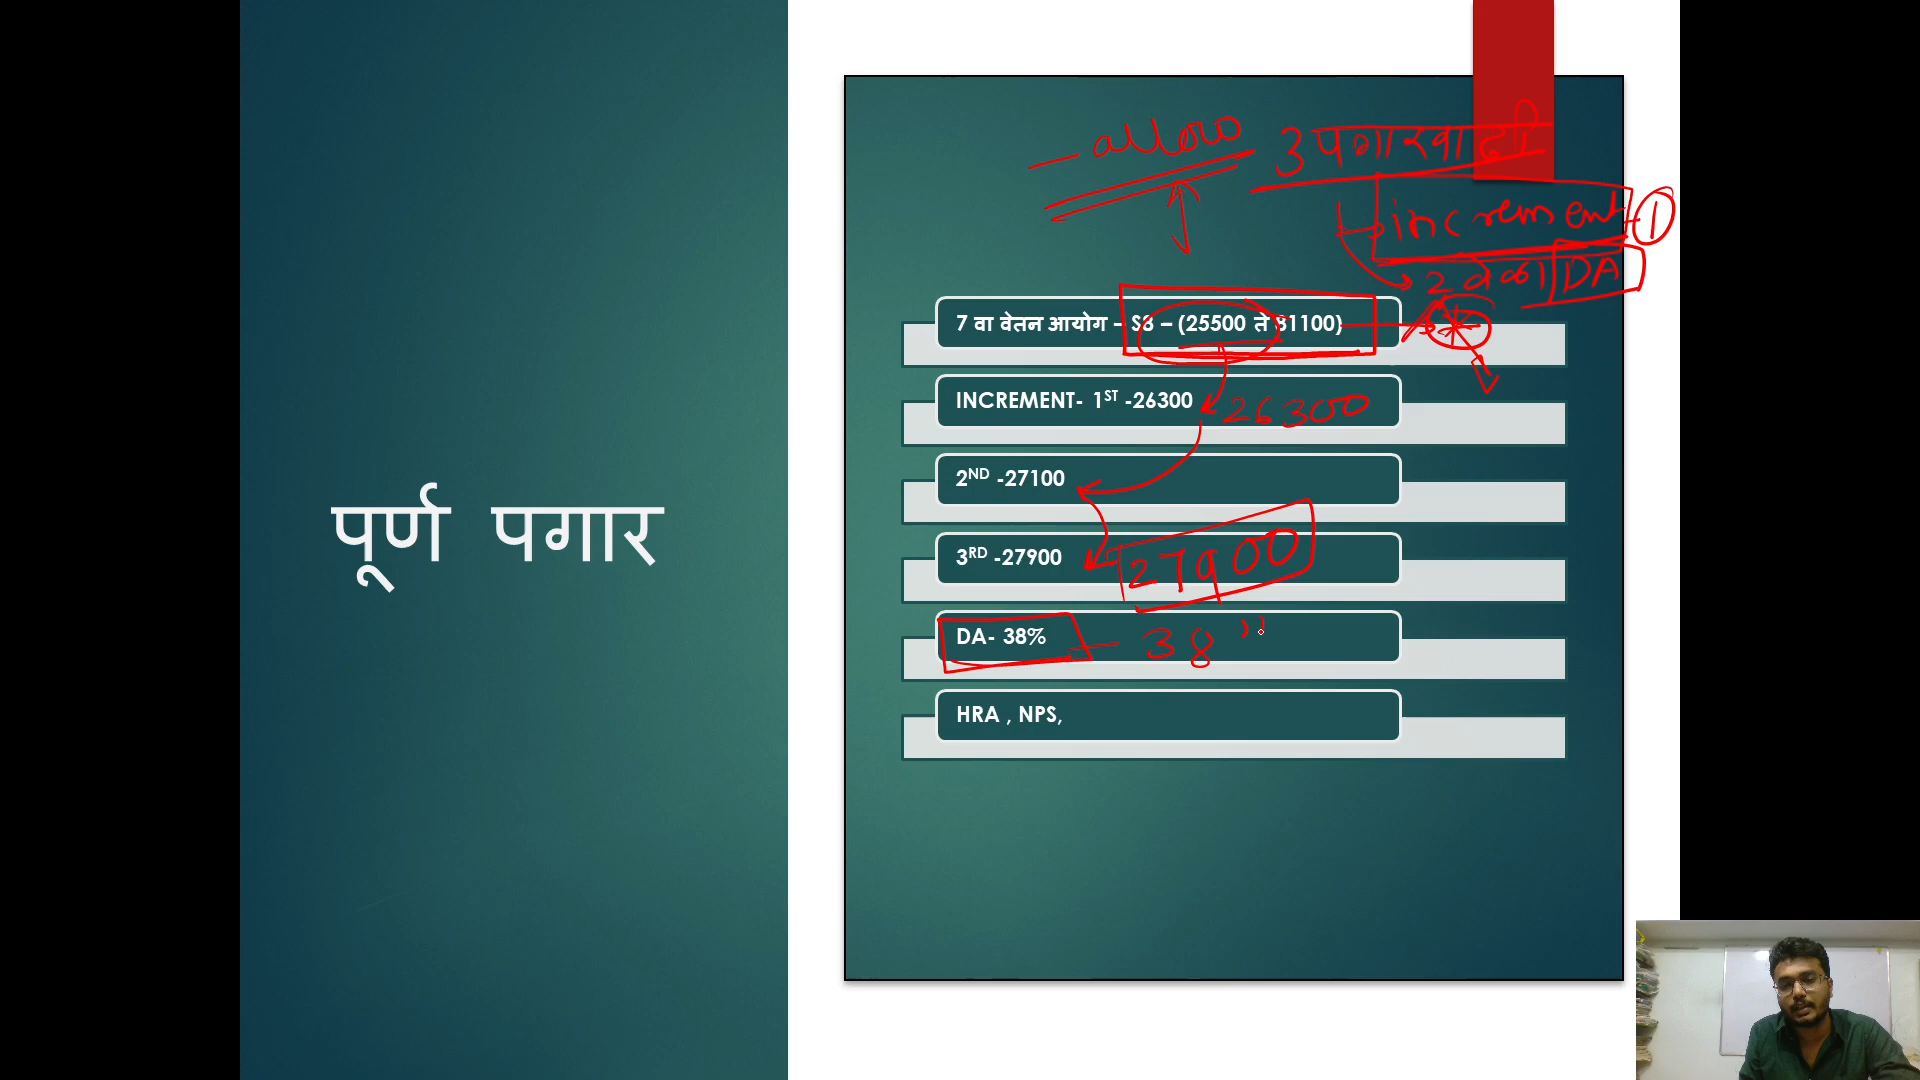 पूर्ण पगार
allow
3 पगारवाढी
increment 1
2 वेळा DA
7 वा वेतन आयोग – S8 – (25500 ते 81100)
INCREMENT- 1ST -26300 26300
2ND -27100
3RD -27900 27900
DA- 38% – 38
HRA , NPS,